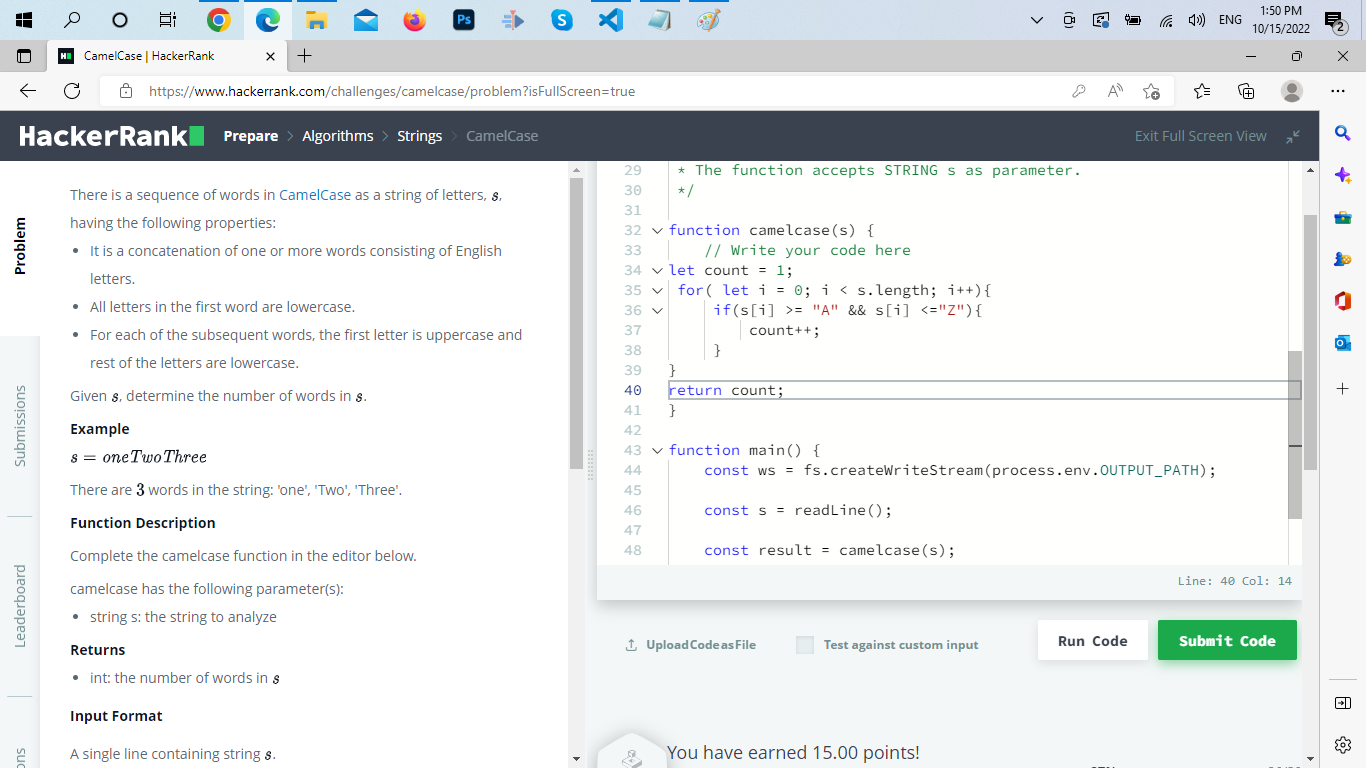 ENG
1:50 PM
10/15/2022
2
CamelCase | HackerRank
https://www.hackerrank.com/challenges/camelcase/problem?isFullScreen=true
HackerRank
Prepare > Algorithms > Strings > CamelCase
Exit Full Screen View
Problem
Submissions
Leaderboard
There is a sequence of words in CamelCase as a string of letters, s,
having the following properties:
• It is a concatenation of one or more words consisting of English
letters.
• All letters in the first word are lowercase.
• For each of the subsequent words, the first letter is uppercase and
rest of the letters are lowercase.
Given s, determine the number of words in s.
Example
s = oneTwoThree
There are 3 words in the string: 'one', 'Two', 'Three'.
Function Description
Complete the camelcase function in the editor below.
camelcase has the following parameter(s):
• string s: the string to analyze
Returns
• int: the number of words in s
Input Format
A single line containing string s.
29 * The function accepts STRING s as parameter.
30 */
31
32 function camelcase(s) {
33 // Write your code here
34 let count = 1;
35 for( let i = 0; i < s.length; i++){
36 if(s[i] >= "A" && s[i] <="Z"){
37 count++;
38 }
39 }
40 return count;
41 }
42
43 function main() {
44 const ws = fs.createWriteStream(process.env.OUTPUT_PATH);
45
46 const s = readLine();
47
48 const result = camelcase(s);
Line: 40 Col: 14
Upload Code as File
Test against custom input
Run Code
Submit Code
You have earned 15.00 points!